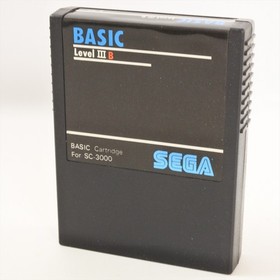 BASIC
Level III B
BASIC Cartridge
For SC-3000
SEGA